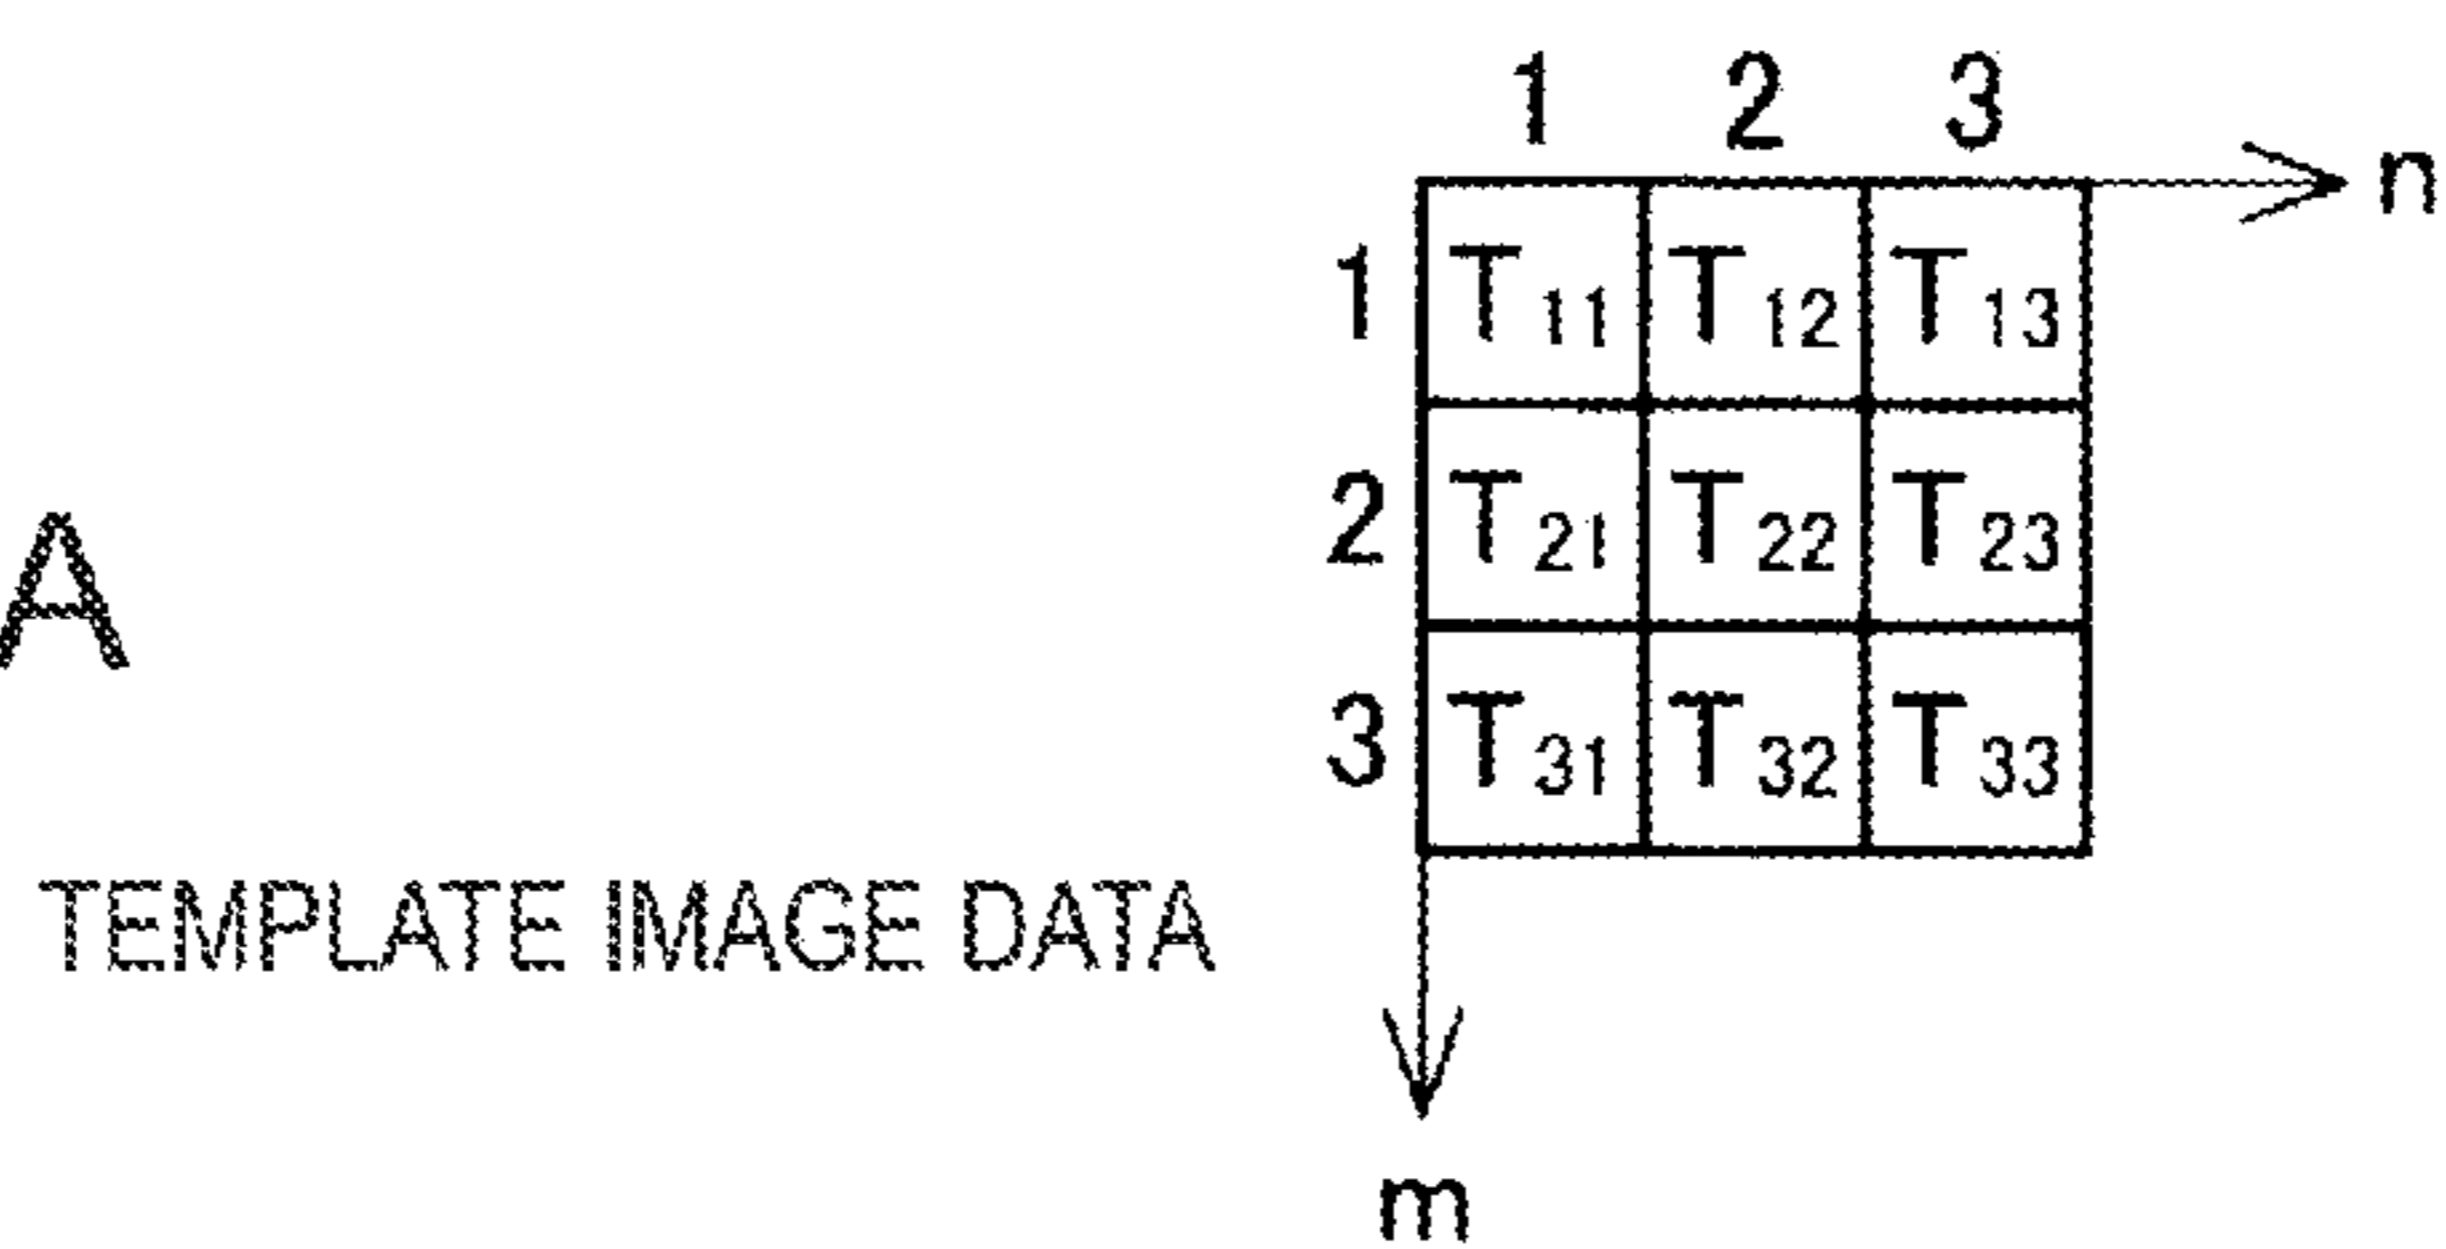 1 2 3
n
1 T11 T12 T13
2 T21 T22 T23
A
3 T31 T32 T33
TEMPLATE IMAGE DATA
m